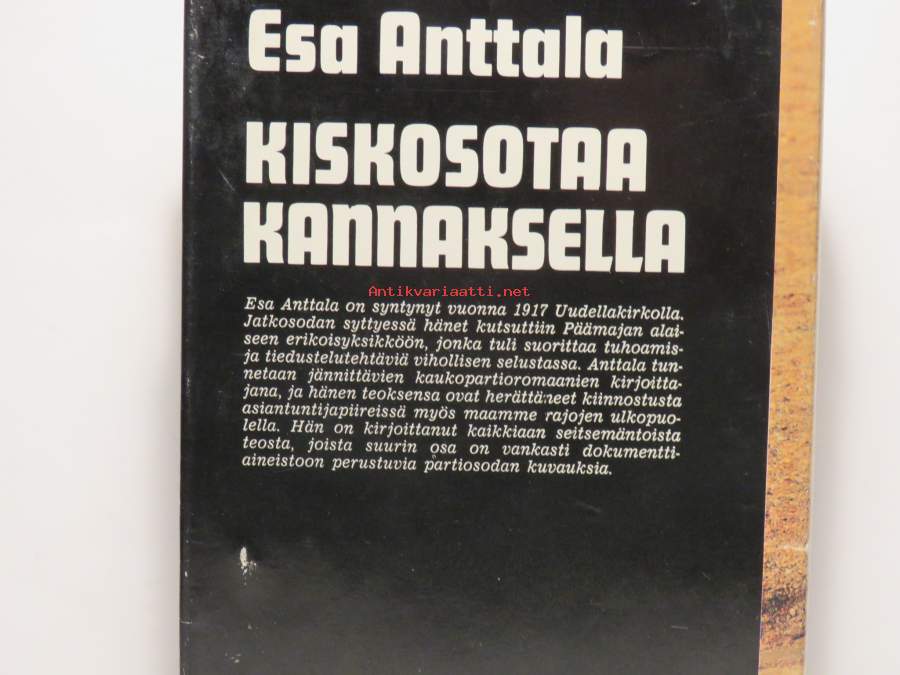 Esa Anttala
KISKOSOTAA
KANNAKSELLA
Antikvariaatti.net
Esa Anttala on syntynyt vuonna 1917 Uudellakirkolla.
Jatkosodan syttyessä hänet kutsuttiin Päämajan alai-
seen erikoisyksikköön, jonka tuli suorittaa tuhoamis-
ja tiedustelutehtäviä vihollisen selustassa. Anttala tun-
netaan jännittävien kaukopartioromaanien kirjoitta-
jana, ja hänen teoksensa ovat herättäneet kiinnostusta
asiantuntijapiireissä myös maamme rajojen ulkopuo-
lella. Hän on kirjoittanut kaikkiaan seitsemäntoista
teosta, joista suurin osa on vankasti dokumentti-
aineistoon perustuvia partiosodan kuvauksia.